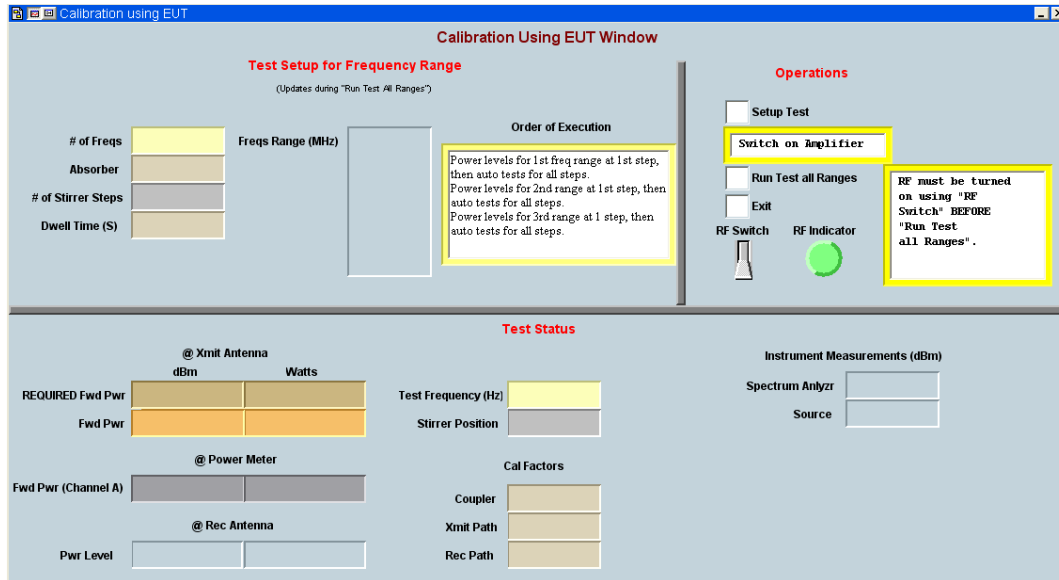 Calibration using EUT
Calibration Using EUT Window
Test Setup for Frequency Range
(Updates during "Run Test All Ranges")
# of Freqs
Absorber
# of Stirrer Steps
Dwell Time (S)
Freqs Range (MHz)
Order of Execution
Power levels for 1st freq range at 1st step,
then auto tests for all steps.
Power levels for 2nd range at 1st step, then
auto tests for all steps.
Power levels for 3rd range at 1 step, then
auto tests for all steps.
Operations
Setup Test
Switch on Amplifier
Run Test all Ranges
Exit
RF Switch
RF Indicator
RF must be turned
on using "RF
Switch" BEFORE
"Run Test
all Ranges".
Test Status
@ Xmit Antenna
dBm Watts
REQUIRED Fwd Pwr
Fwd Pwr
@ Power Meter
Fwd Pwr (Channel A)
@ Rec Antenna
Pwr Level
Test Frequency (Hz)
Stirrer Position
Cal Factors
Coupler
Xmit Path
Rec Path
Instrument Measurements (dBm)
Spectrum Anlyzr
Source